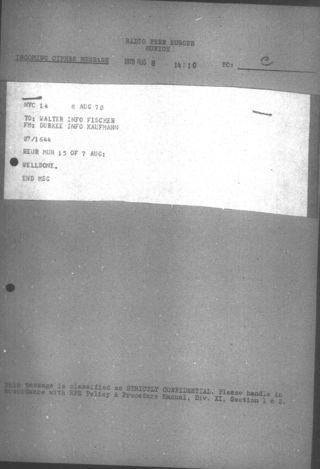 RADIO FREE EUROPE
MUNICH
INCOMING CIPHER MESSAGE 1970 AUG 8 14:10 TO: C
NYC 14 8 AUG 70
TO: WALTER INFO FISCHER
FM: DURKEE INFO KAUFMANN
07/1644
REUR MUN 15 OF 7 AUG:
WELLDONE.
END MSG
This message is classified as STRICTLY CONFIDENTIAL. Please handle in
accordance with RFE Policy & Procedure Manual, Div. XI, Section 1 & 2.